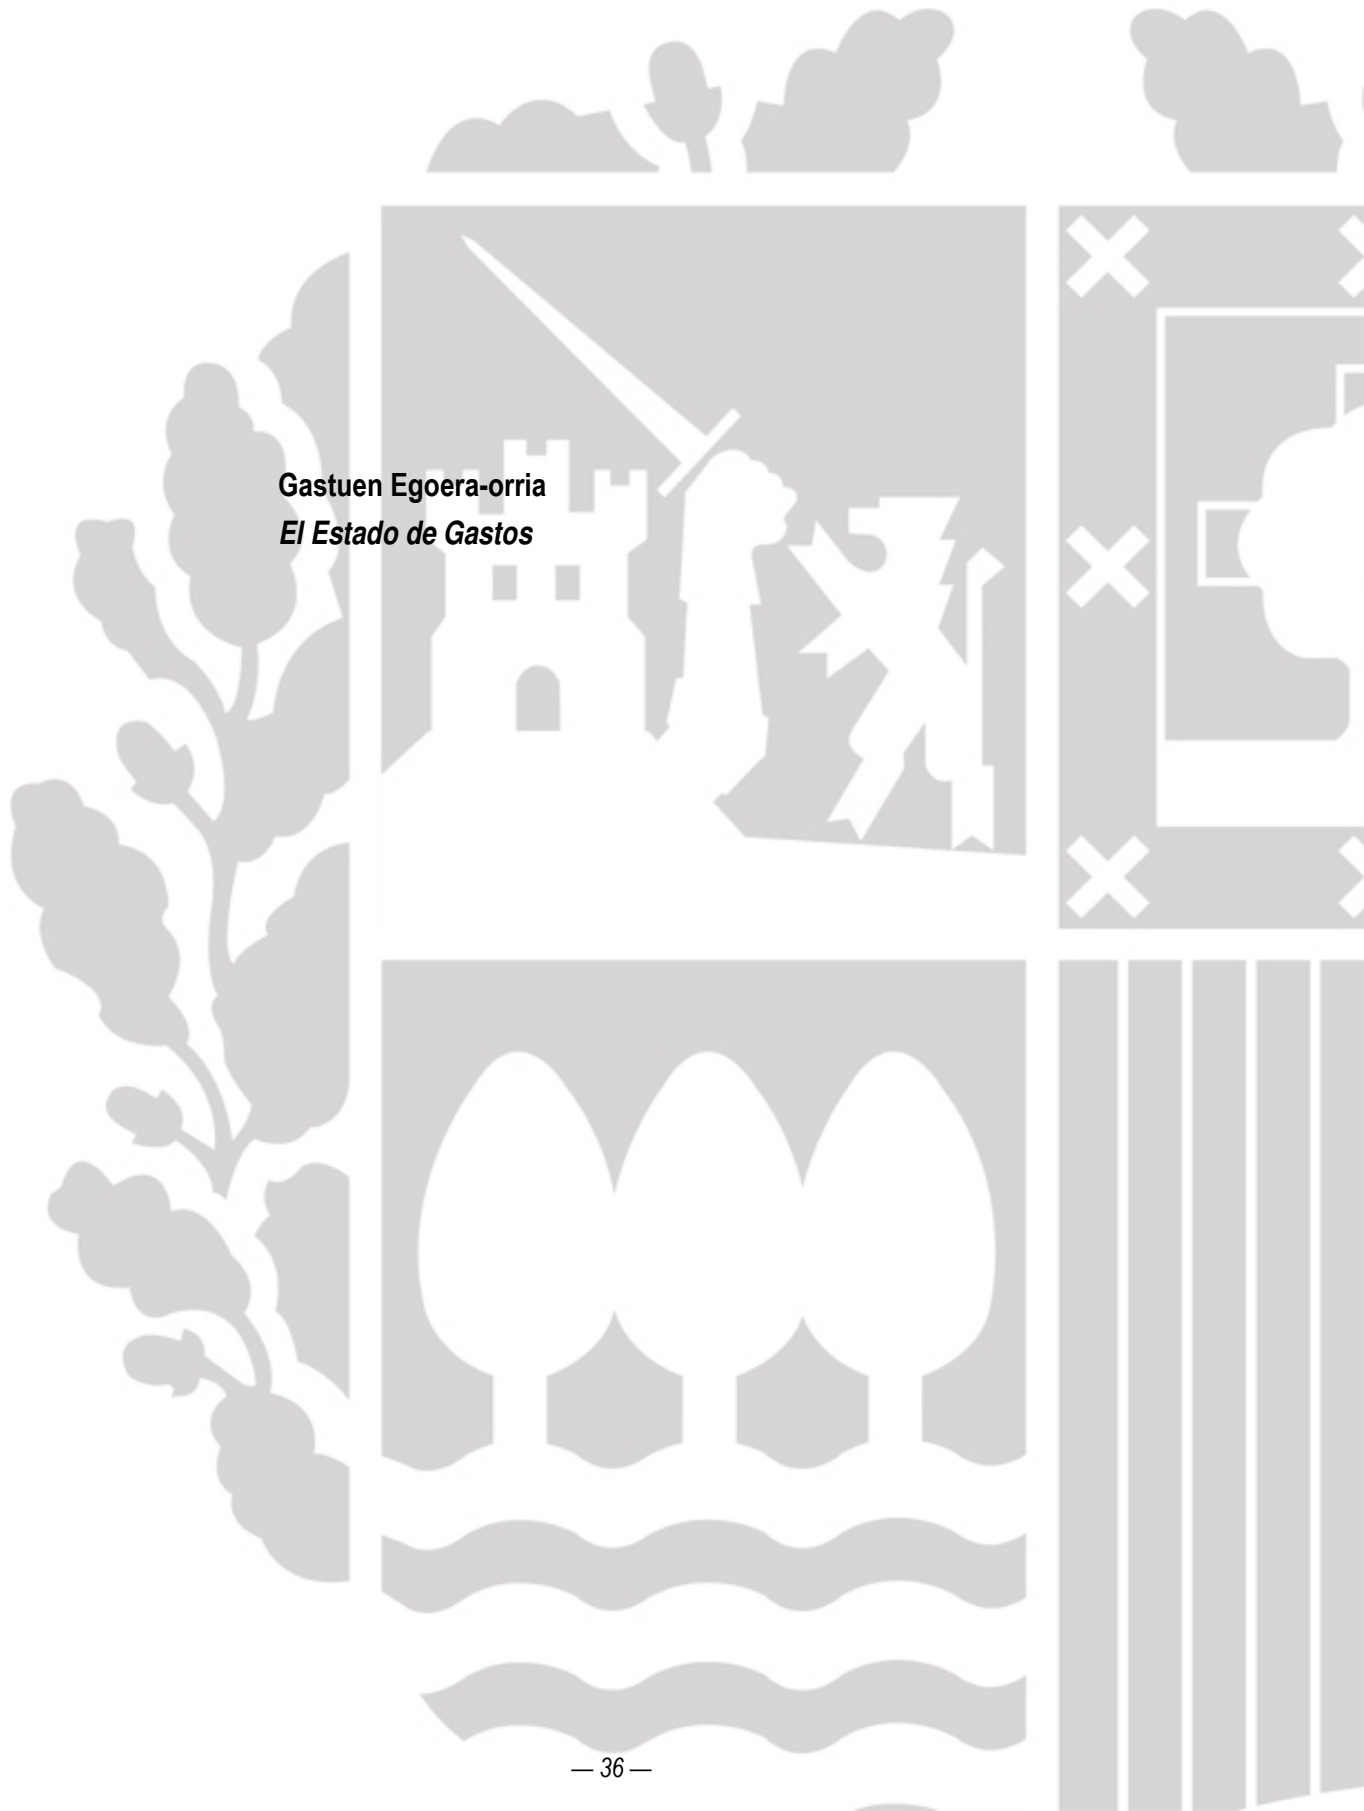 Gastuen Egoera-orria
El Estado de Gastos
— 36 —